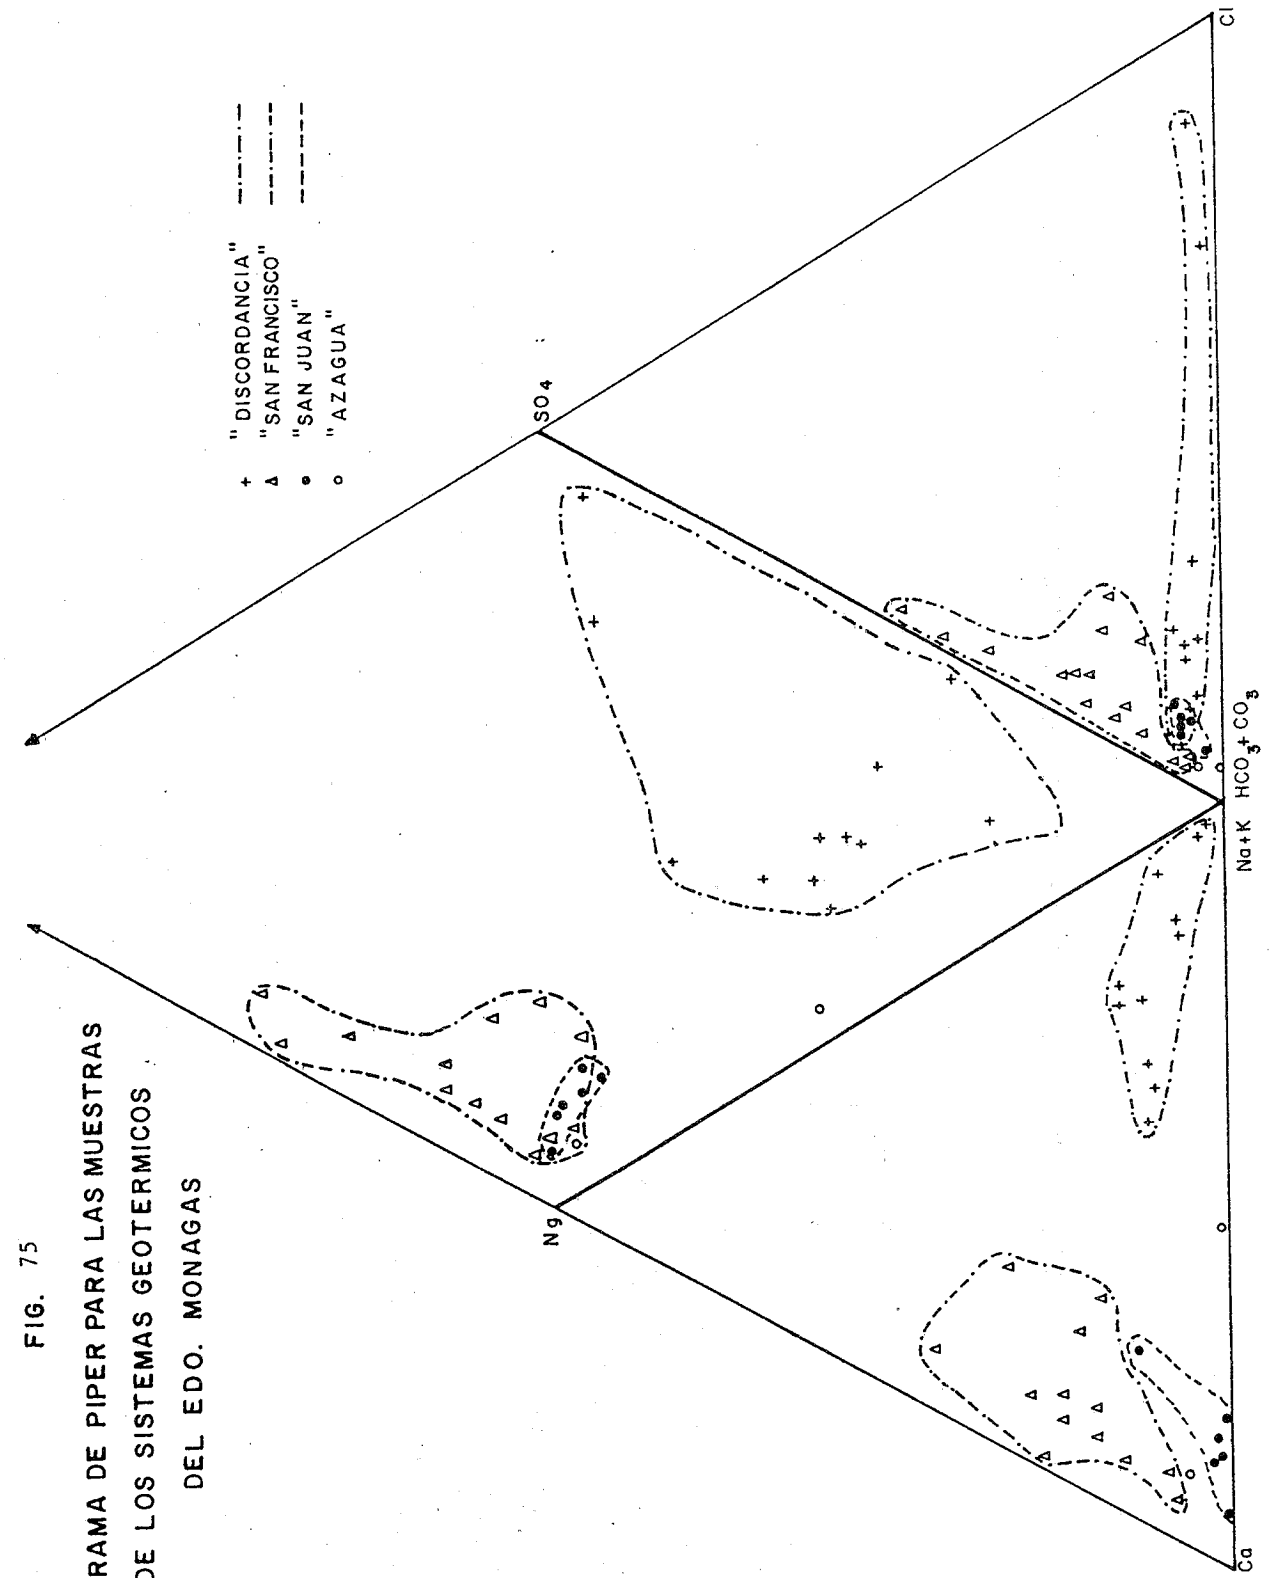 FIG. 75
RAMA DE PIPER PARA LAS MUESTRAS
DE LOS SISTEMAS GEOTERMICOS
DEL EDO. MONAGAS
+ "DISCORDANCIA"
Δ "SAN FRANCISCO"
• "SAN JUAN"
o "AZAGUA"
SO4
Ng
Ca
Na+K
HCO3+CO3
Cl